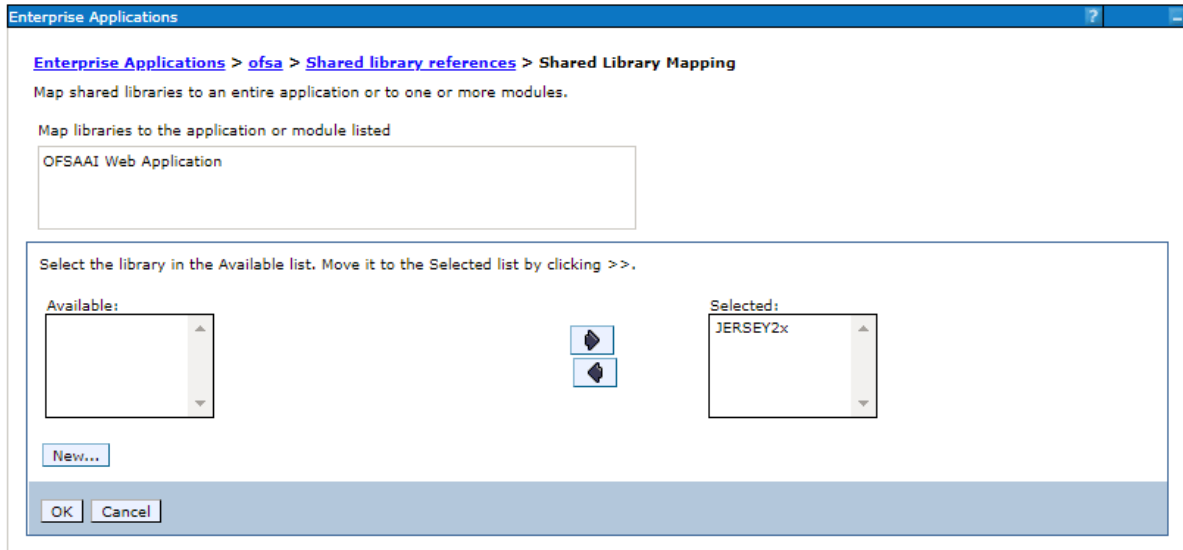 Enterprise Applications ? –
Enterprise Applications > ofsa > Shared library references > Shared Library Mapping
Map shared libraries to an entire application or to one or more modules.
Map libraries to the application or module listed
OFSAAI Web Application
Select the library in the Available list. Move it to the Selected list by clicking >>.
Available: Selected:
JERSEY2x
New...
OK Cancel